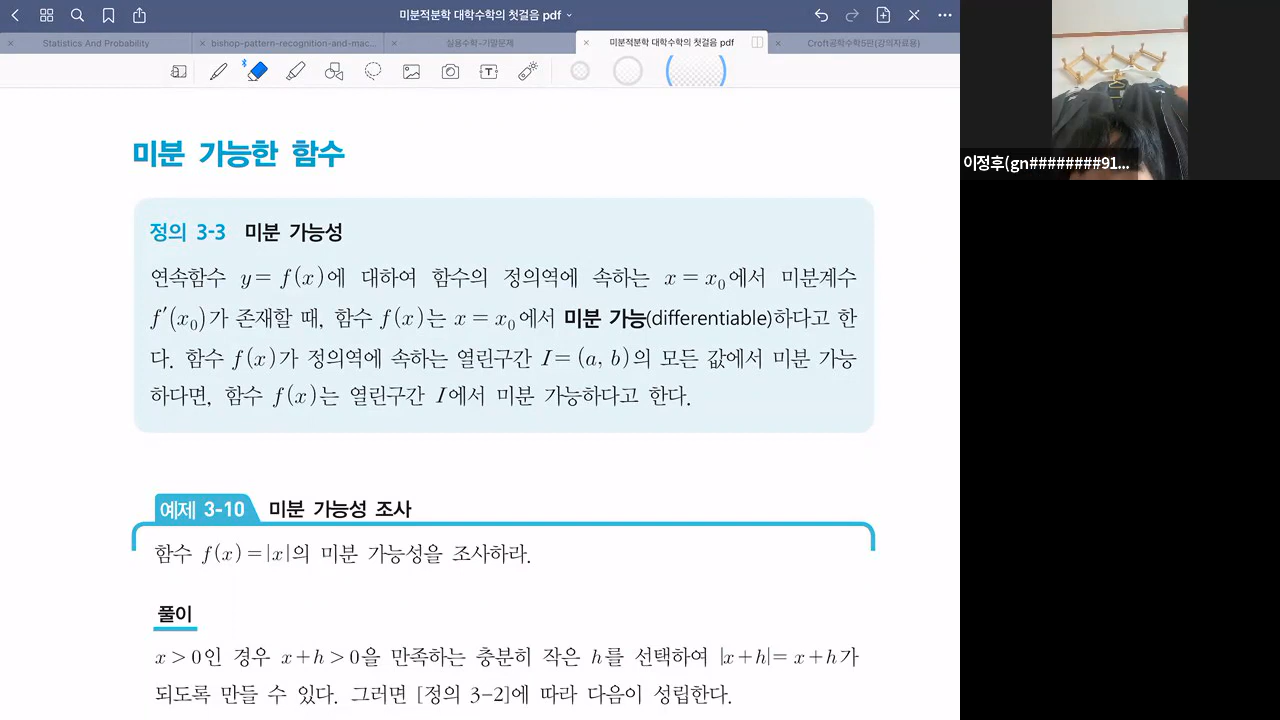 미분적분학 대학수학의 첫걸음 pdf
Statistics And Probability
bishop-pattern-recognition-and-mac...
실용수학-기말문제
미분적분학 대학수학의 첫걸음 pdf
Croft공학수학5판(강의자료용)
미분 가능한 함수
정의 3-3 미분 가능성
연속함수 y = f(x)에 대하여 함수의 정의역에 속하는 x = x₀에서 미분계수
f′(x₀)가 존재할 때, 함수 f(x)는 x = x₀에서 미분 가능(differentiable)하다고 한
다. 함수 f(x)가 정의역에 속하는 열린구간 I = (a, b)의 모든 값에서 미분 가능
하다면, 함수 f(x)는 열린구간 I에서 미분 가능하다고 한다.
예제 3-10 미분 가능성 조사
함수 f(x) = |x|의 미분 가능성을 조사하라.
풀이
x > 0인 경우 x + h > 0을 만족하는 충분히 작은 h를 선택하여 |x + h| = x + h가
되도록 만들 수 있다. 그러면 [정의 3-2]에 따라 다음이 성립한다.
이정후(gn########91...